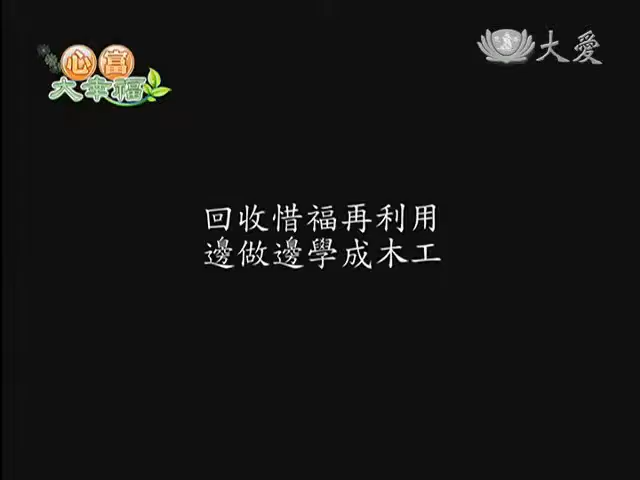 心富
大幸福
大愛
回收惜福再利用
邊做邊學成木工